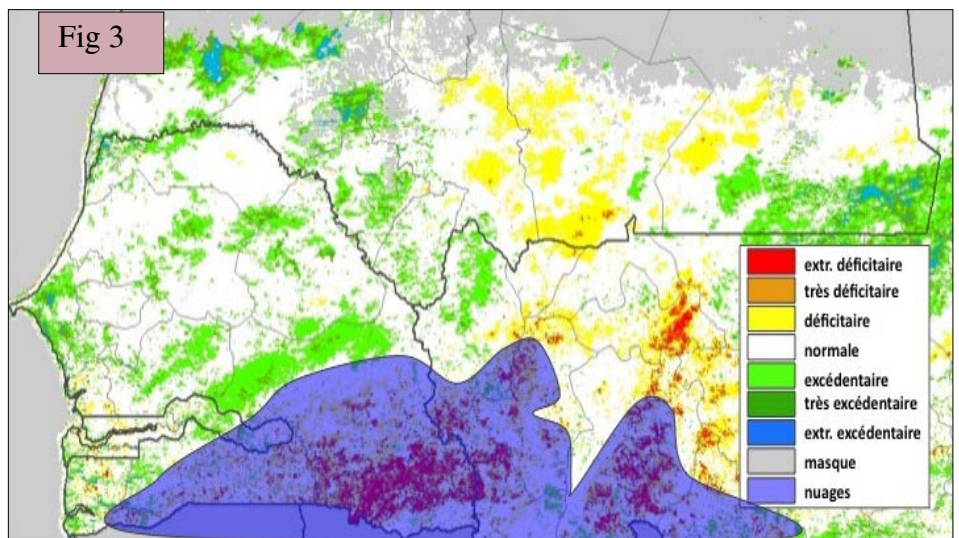 Fig 3
extr. déficitaire
très déficitaire
déficitaire
normale
excédentaire
très excédentaire
extr. excédentaire
masque
nuages